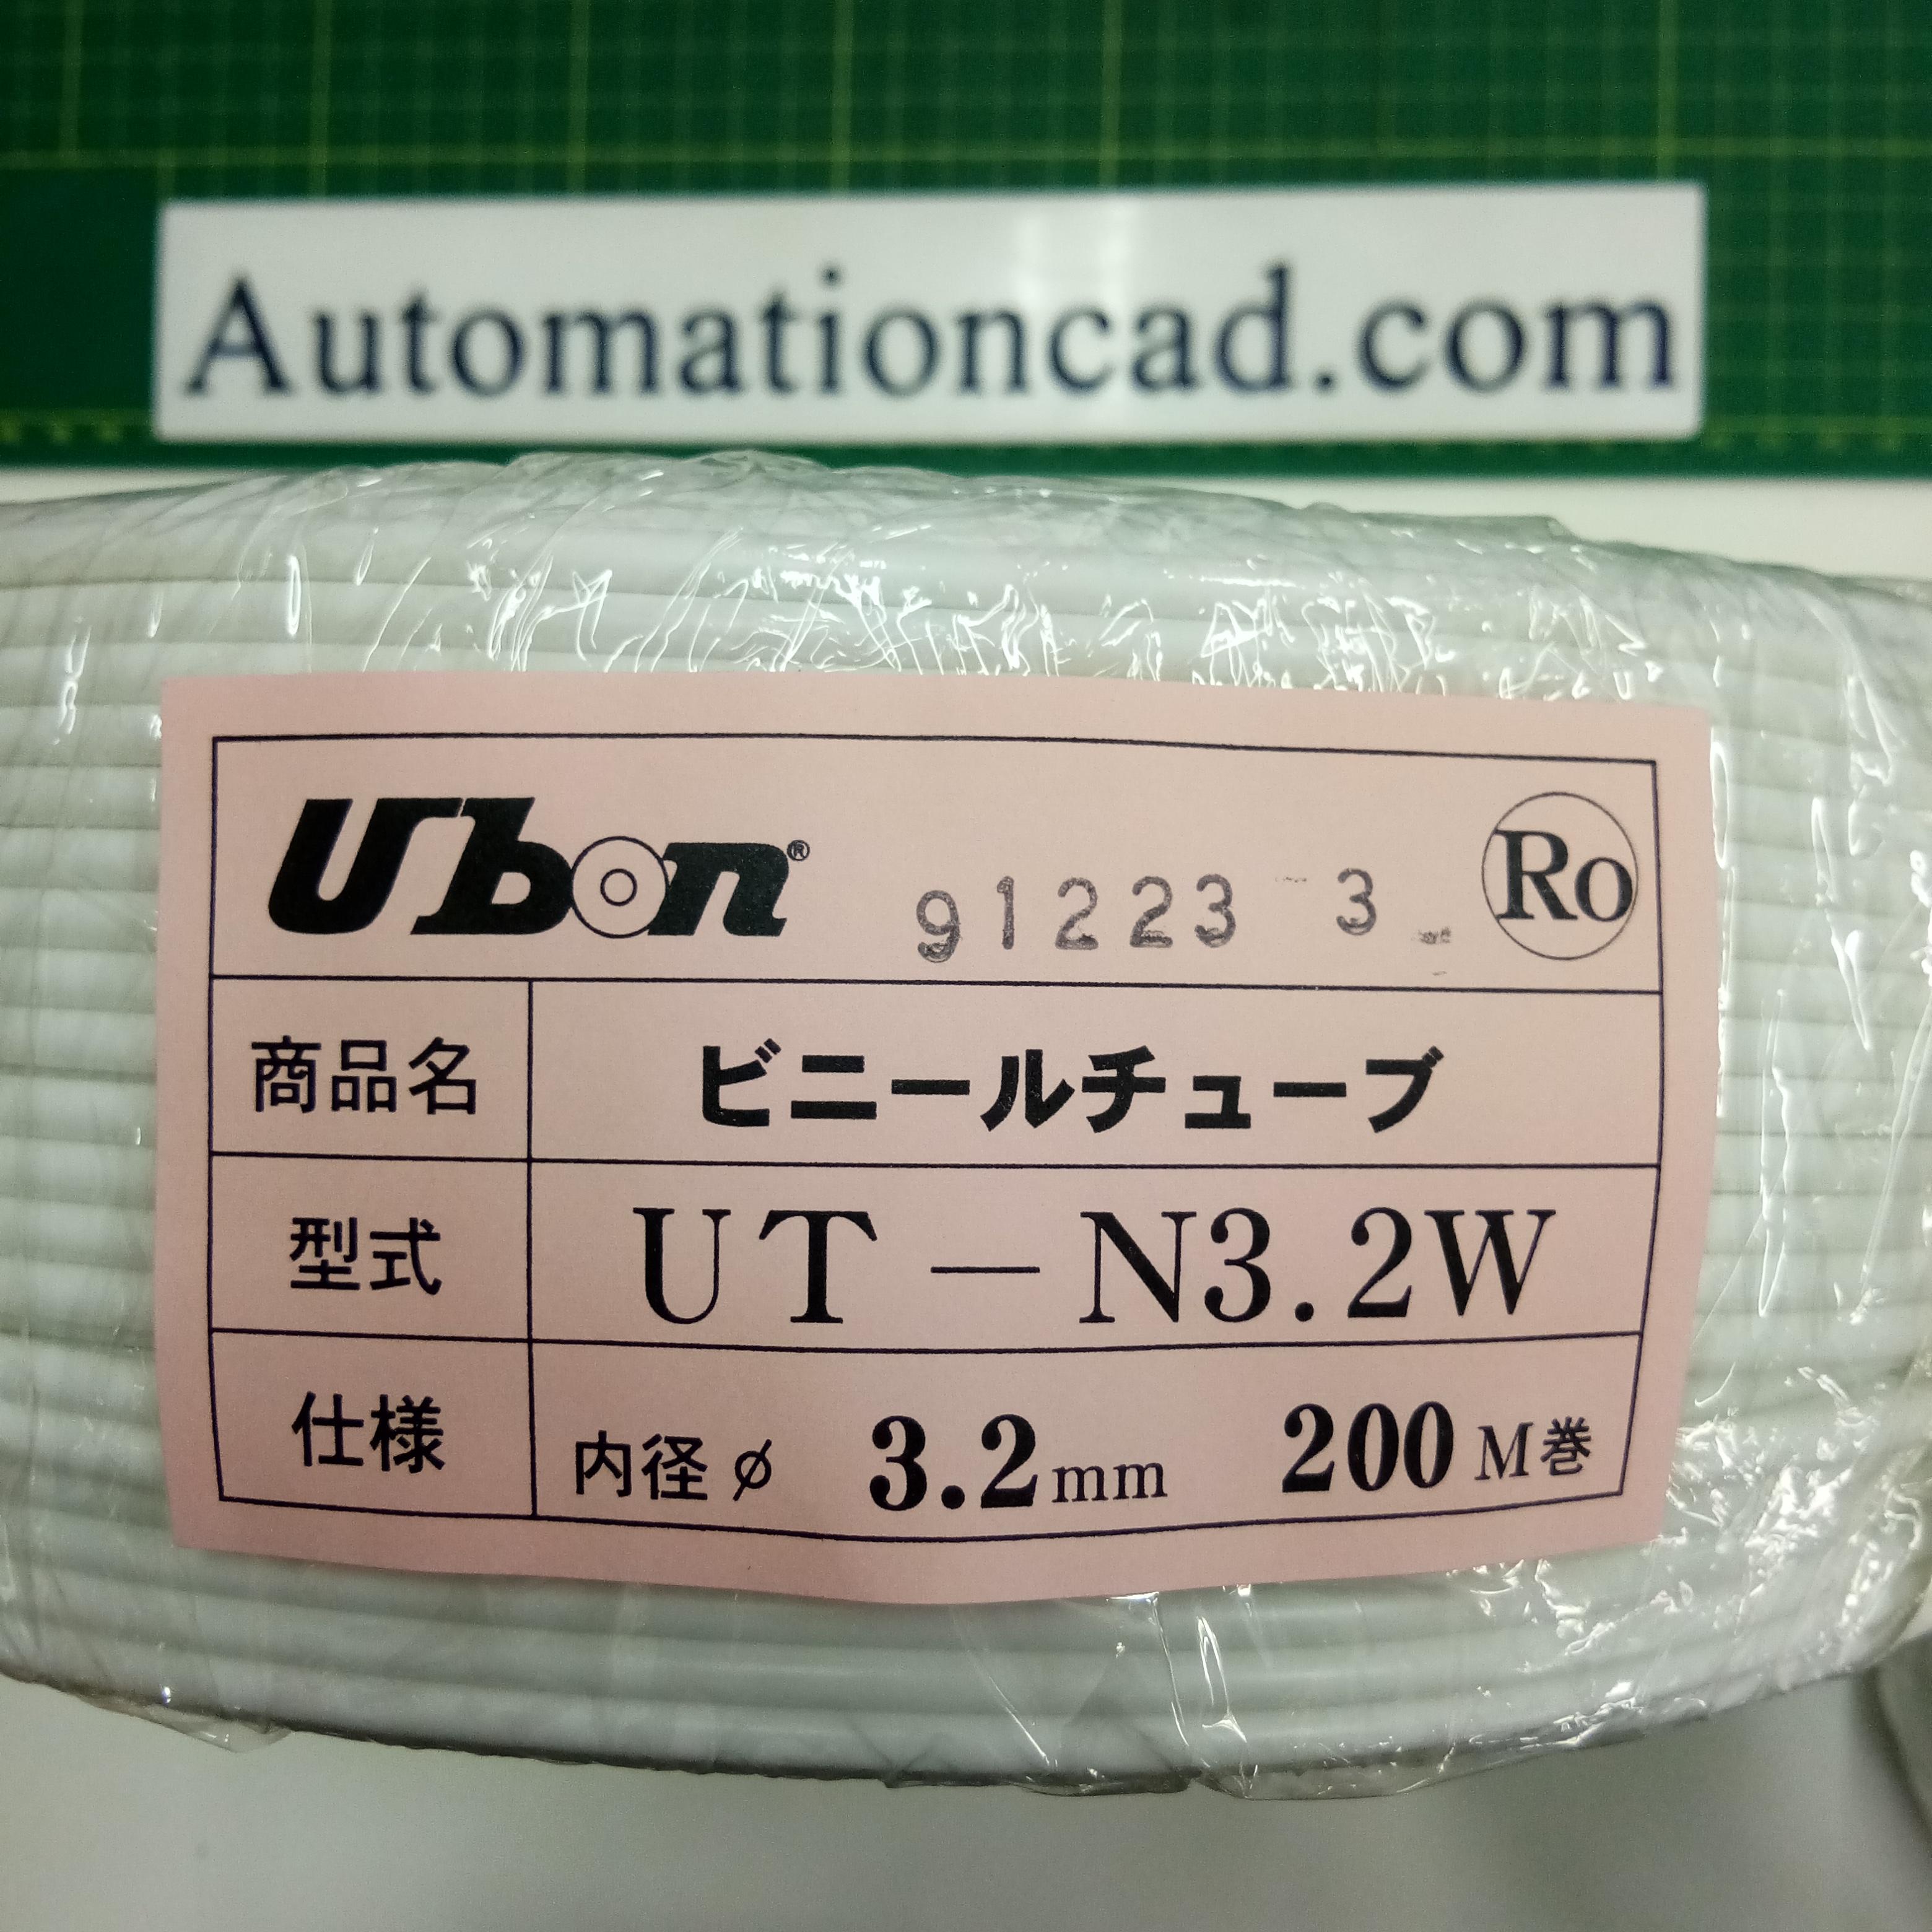 Automationcad.com
Ubon® 91223 3 Ro
商品名 ビニールチューブ
型式 UT－N3.2W
仕様 内径φ 3.2mm 200M巻